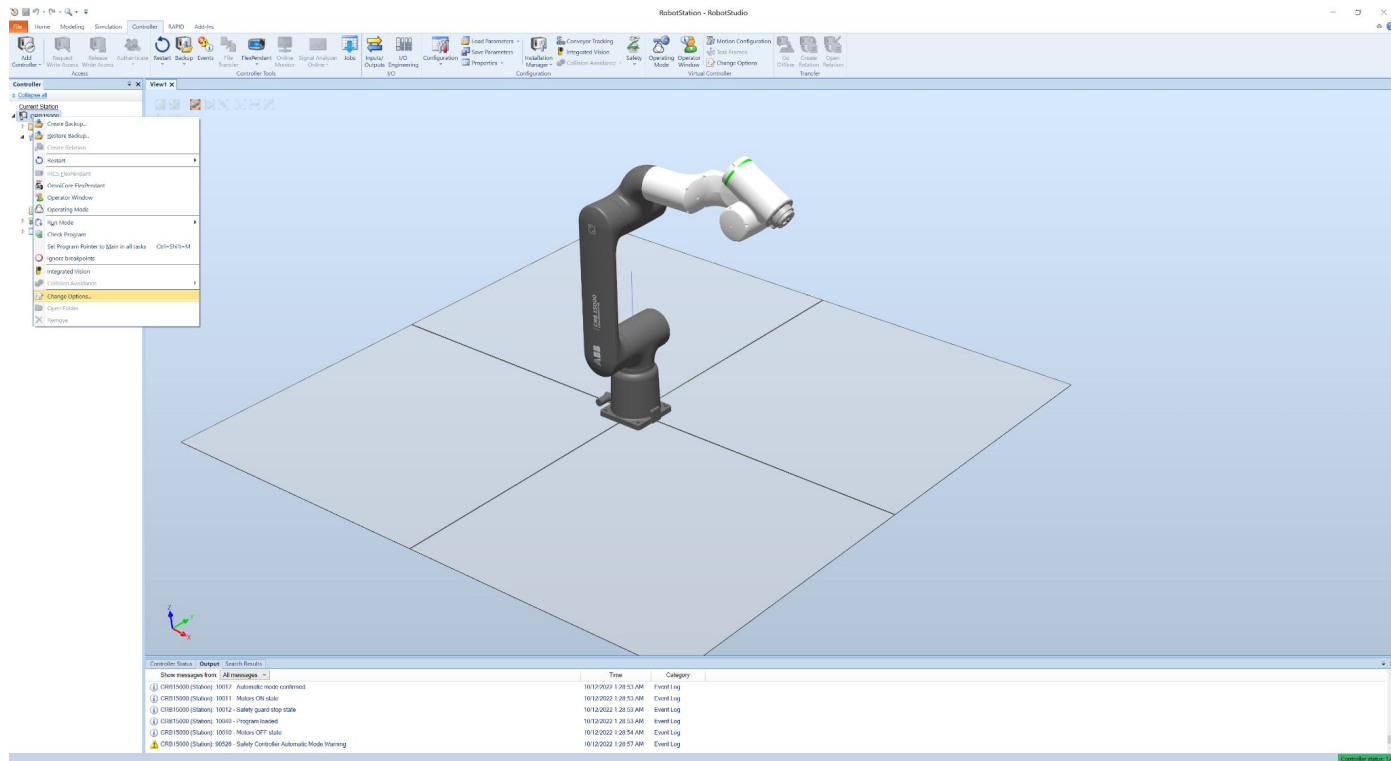 RobotStation - RobotStudio
File Home Modeling Simulation Controller RAPID Add-Ins
Add Controller
Request Write Access
Release Write Access
Authenticate
Restart
Backup
Events
File Transfer
FlexPendant
Online Monitor
Signal Analyzer Online
Jobs
Inputs/ Outputs
I/O Engineering
Configuration
Load Parameters
Save Parameters
Properties
Installation Manager
Conveyor Tracking
Integrated Vision
Collision Avoidance
Safety
Operating Mode
Operator Window
Motion Configuration
Task Frames
Change Options
Go Offline
Create Relation
Open Relation
Access
Controller Tools
I/O
Configuration
Virtual Controller
Transfer
Controller
View1
Collapse all
Current Station
CRB15000
Create Backup...
Restore Backup...
Create Relation
Restart
IRC5 FlexPendant
OmniCore FlexPendant
Operator Window
Operating Mode
Run Mode
Check Program
Set Program Pointer to Main in all tasks Ctrl+Shift+M
Ignore breakpoints
Integrated Vision
Collision Avoidance
Change Options...
Open Folder
Remove
ABB
Z
Y
X
Controller Status Output Search Results
Show messages from: All messages Time Category
CRB15000 (Station): 10017 - Automatic mode confirmed 10/12/2022 1:28:53 AM Event Log
CRB15000 (Station): 10011 - Motors ON state 10/12/2022 1:28:53 AM Event Log
CRB15000 (Station): 10012 - Safety guard stop state 10/12/2022 1:28:53 AM Event Log
CRB15000 (Station): 10040 - Program loaded 10/12/2022 1:28:53 AM Event Log
CRB15000 (Station): 10010 - Motors OFF state 10/12/2022 1:28:54 AM Event Log
CRB15000 (Station): 90526 - Safety Controller Automatic Mode Warning 10/12/2022 1:28:57 AM Event Log
Controller status: